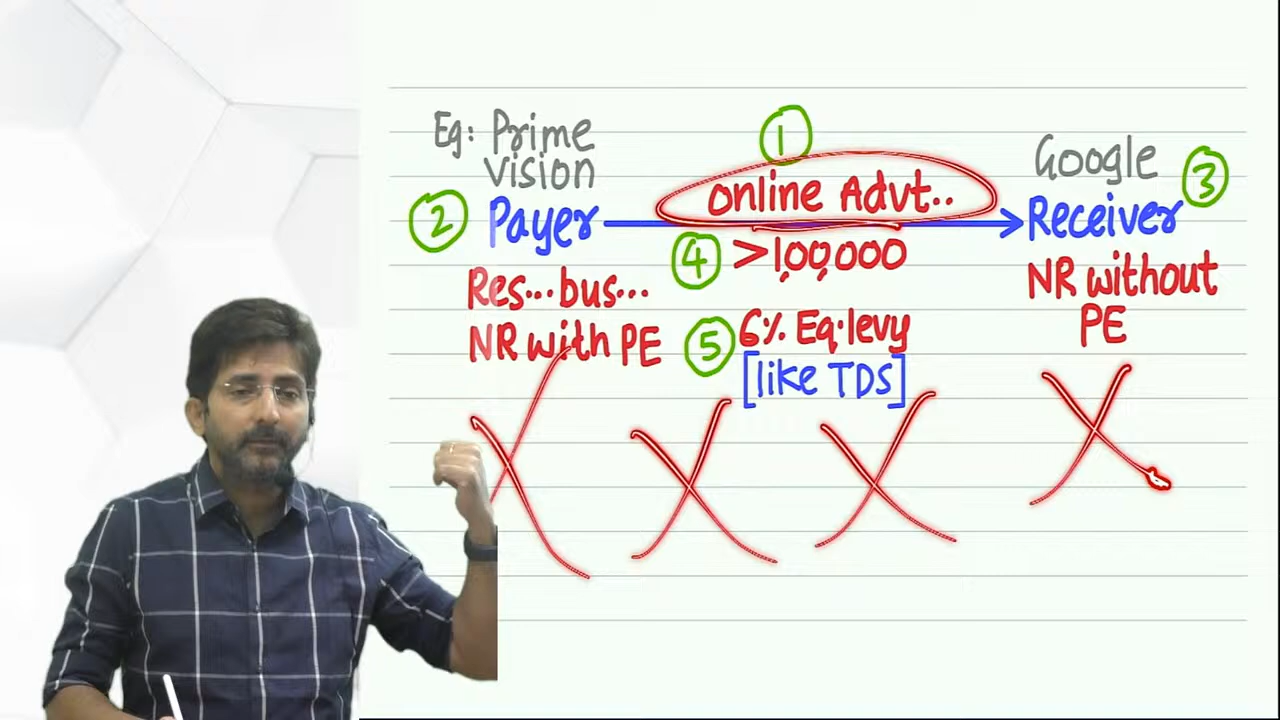 Eg: Prime
Vision
1
Google
3
online Advt..
2
Payer
Receiver
4
>1,00,000
Res... bus...
NR without
PE
NR with PE
5
6% Eq.levy
[like TDS]